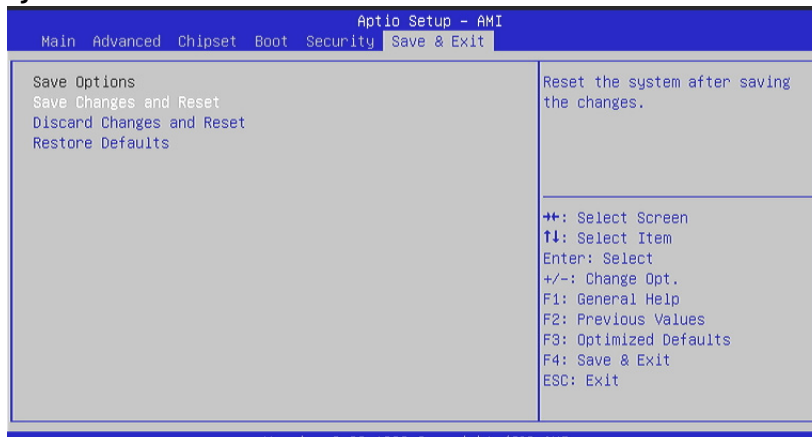 Aptio Setup – AMI
Main Advanced Chipset Boot Security Save & Exit
Save Options
Save Changes and Reset
Discard Changes and Reset
Restore Defaults
Reset the system after saving
the changes.
→←: Select Screen
↑↓: Select Item
Enter: Select
+/-: Change Opt.
F1: General Help
F2: Previous Values
F3: Optimized Defaults
F4: Save & Exit
ESC: Exit